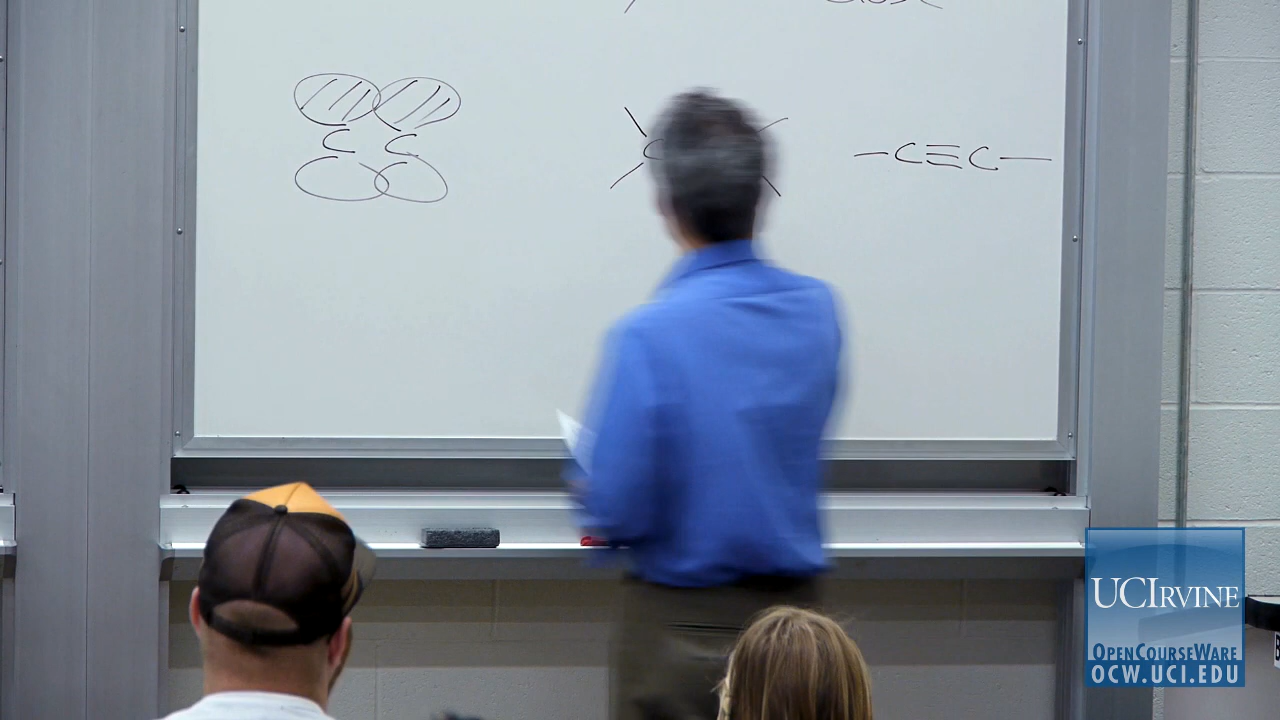 C C
C
—C≡C—
UCIRVINE
OPENCOURSEWARE
OCW.UCI.EDU